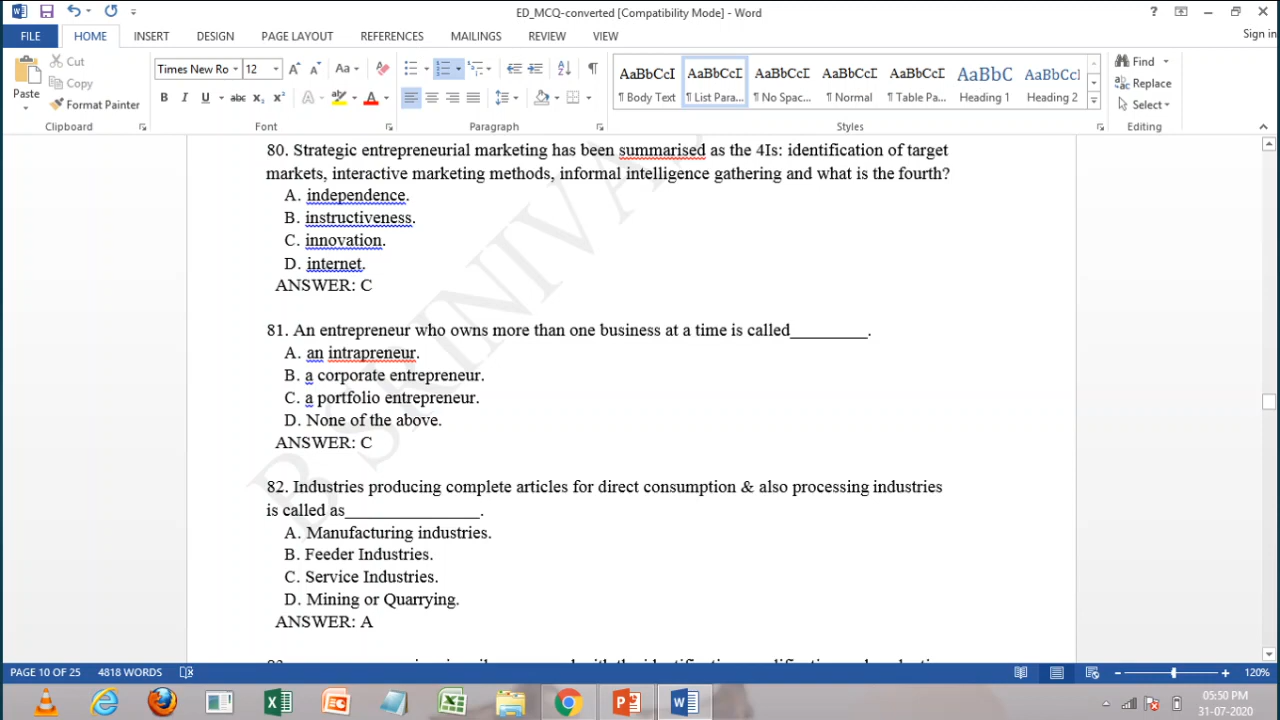 ED_MCQ-converted [Compatibility Mode] - Word
?
FILE HOME INSERT DESIGN PAGE LAYOUT REFERENCES MAILINGS REVIEW VIEW Sign in
Paste
Cut
Copy
Format Painter
Clipboard
Times New Ro 12 Aa
B I U abc x₂ x² A ab A
Font
Paragraph
AaBbCcI AaBbCcI AaBbCcI AaBbCcI AaBbCcI AaBbC AaBbCcI
¶ Body Text ¶ List Para... ¶ No Spac... ¶ Normal ¶ Table Pa... Heading 1 Heading 2
Styles
Find
Replace
Select
Editing
B SRINIVA
80. Strategic entrepreneurial marketing has been summarised as the 4Is: identification of target
markets, interactive marketing methods, informal intelligence gathering and what is the fourth?
A. independence.
B. instructiveness.
C. innovation.
D. internet.
ANSWER: C
81. An entrepreneur who owns more than one business at a time is called_________.
A. an intrapreneur.
B. a corporate entrepreneur.
C. a portfolio entrepreneur.
D. None of the above.
ANSWER: C
82. Industries producing complete articles for direct consumption & also processing industries
is called as________________.
A. Manufacturing industries.
B. Feeder Industries.
C. Service Industries.
D. Mining or Quarrying.
ANSWER: A
PAGE 10 OF 25 4818 WORDS 120%
05:50 PM
31-07-2020